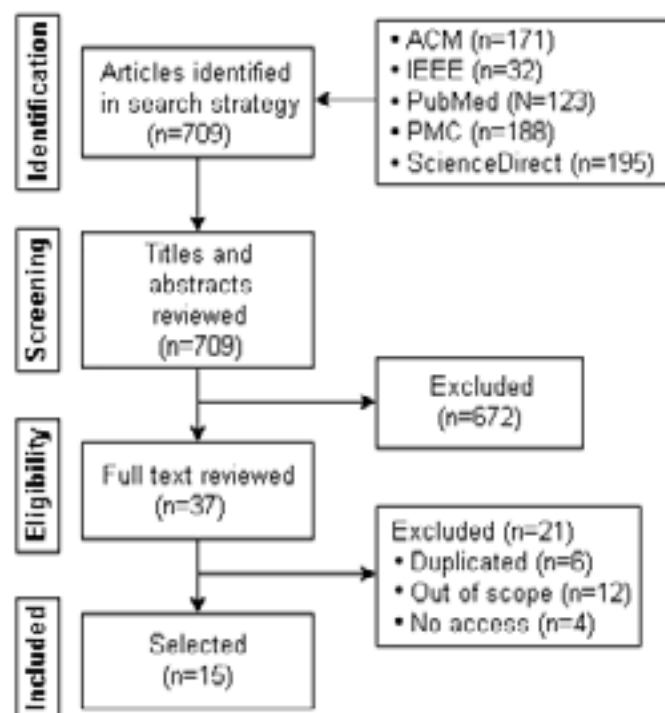 Identification
Articles identified
in search strategy
(n=709)
• ACM (n=171)
• IEEE (n=32)
• PubMed (N=123)
• PMC (n=188)
• ScienceDirect (n=195)
Screening
Titles and
abstracts
reviewed
(n=709)
Excluded
(n=672)
Eligibility
Full text reviewed
(n=37)
Excluded (n=21)
• Duplicated (n=6)
• Out of scope (n=12)
• No access (n=4)
Included
Selected
(n=15)